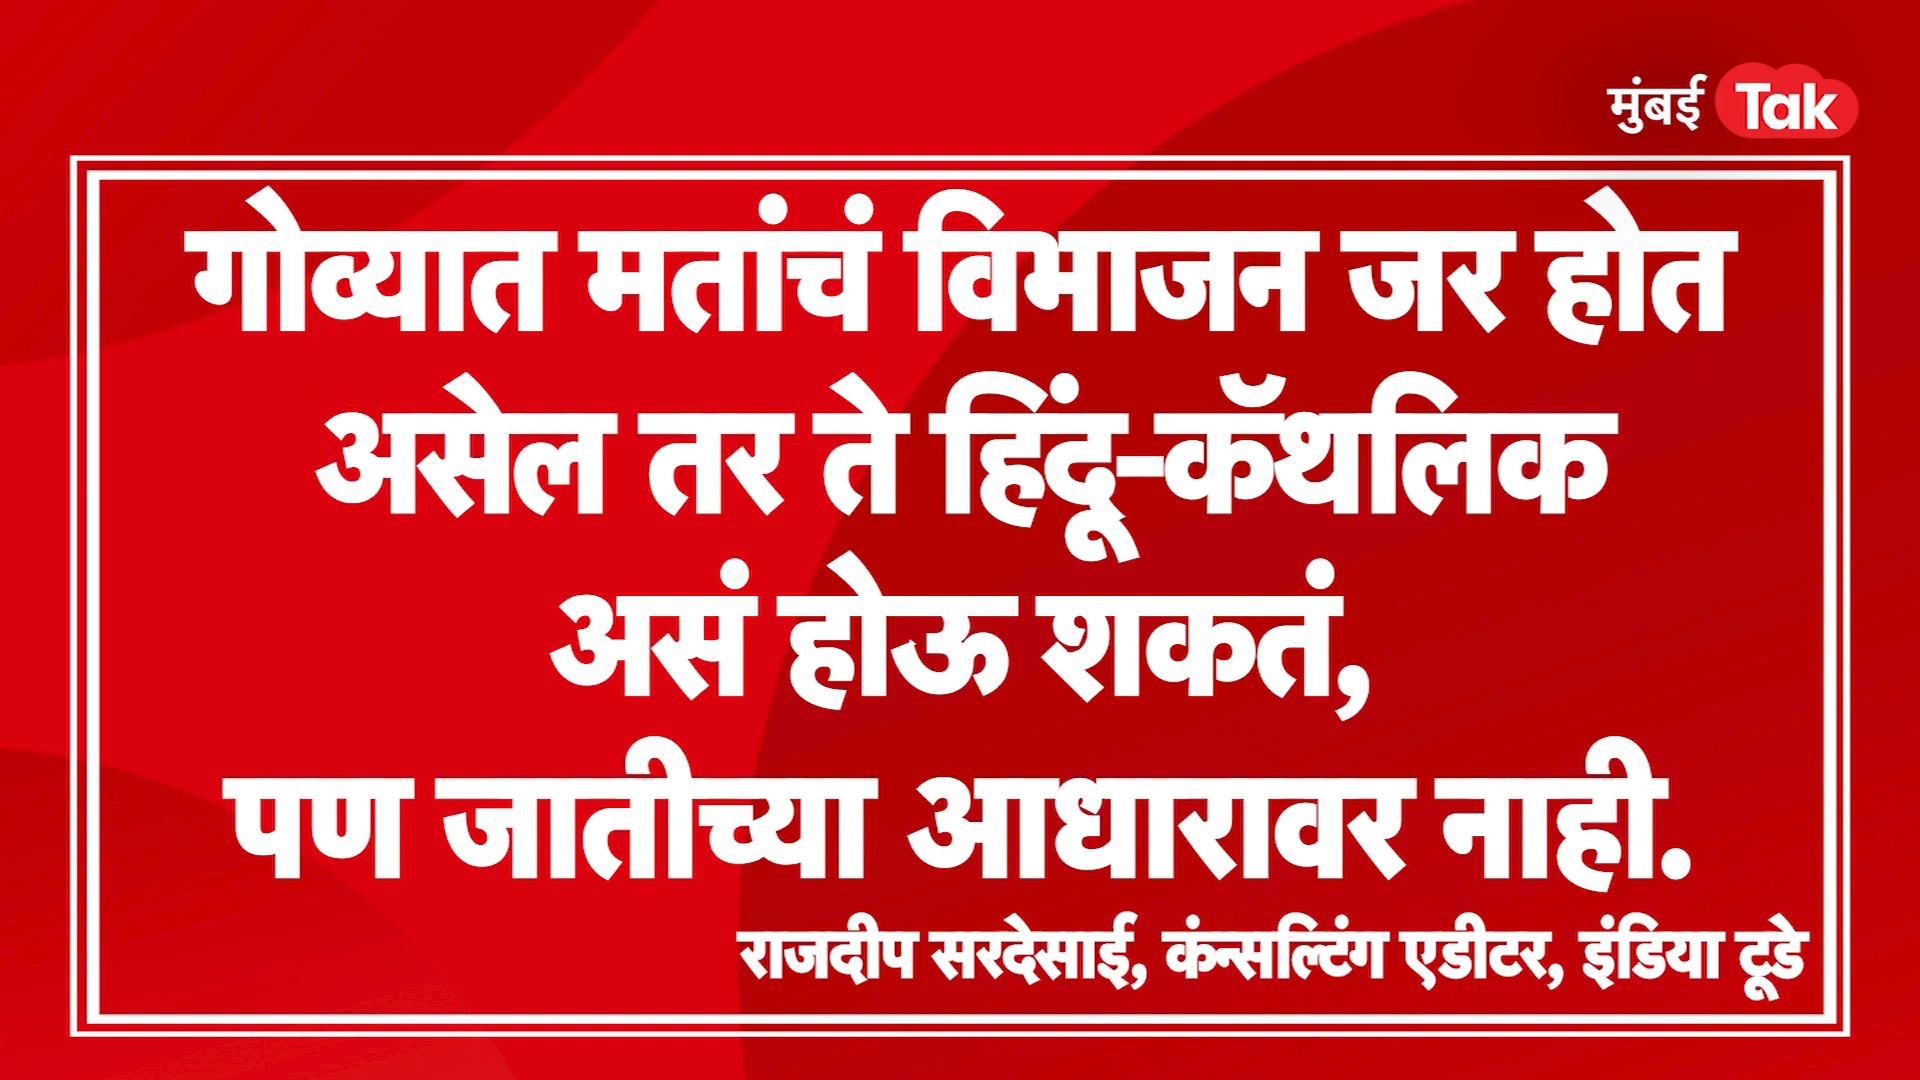 मुंबई Tak
गोव्यात मतांचं विभाजन जर होत
असेल तर ते हिंदू-कॅथलिक
असं होऊ शकतं,
पण जातीच्या आधारावर नाही.
राजदीप सरदेसाई, कंन्सल्टिंग एडीटर, इंडिया टूडे